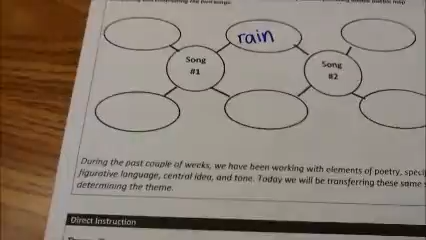 rain
Song
#1
Song
#2
During the past couple of weeks, we have been working with elements of poetry,
figurative language, central idea, and tone. Today we will be transferring these same
determining the theme.
Direct Instruction